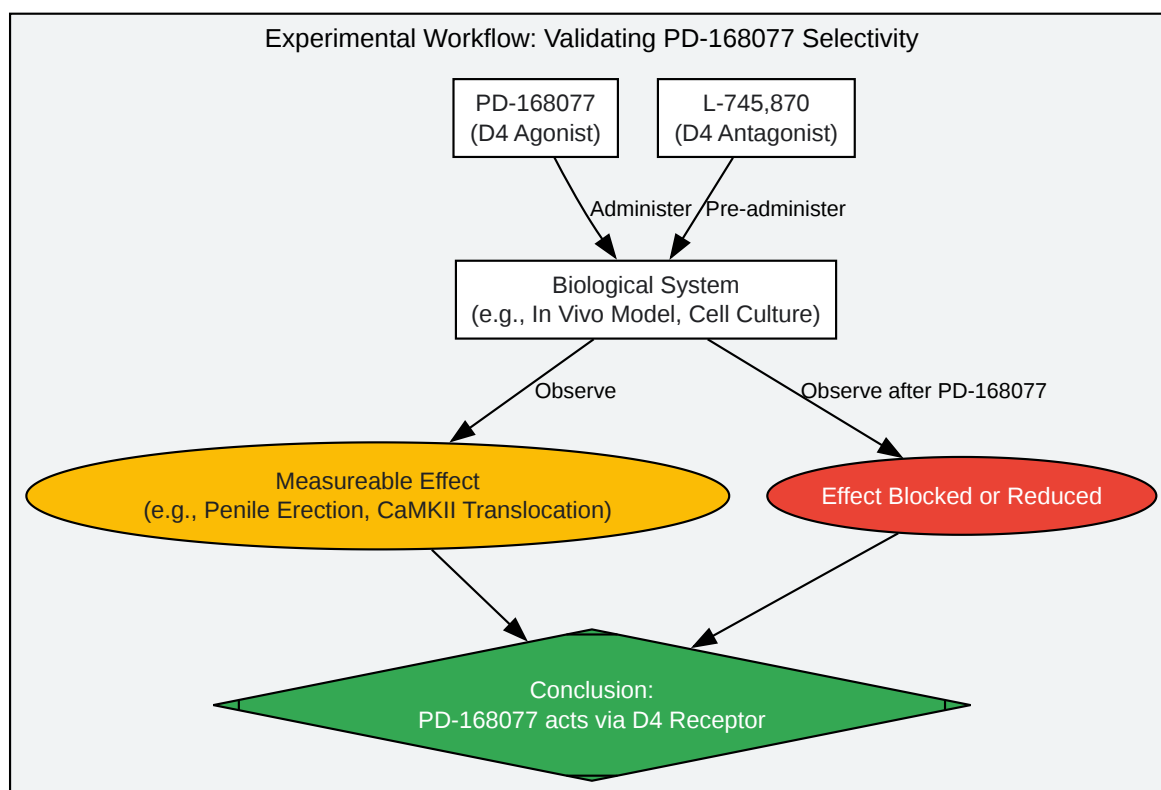 Experimental Workflow: Validating PD-168077 Selectivity
PD-168077
(D4 Agonist)
L-745,870
(D4 Antagonist)
Administer
Pre-administer
Biological System
(e.g., In Vivo Model, Cell Culture)
Observe
Observe after PD-168077
Measureable Effect
(e.g., Penile Erection, CaMKII Translocation)
Effect Blocked or Reduced
Conclusion:
PD-168077 acts via D4 Receptor